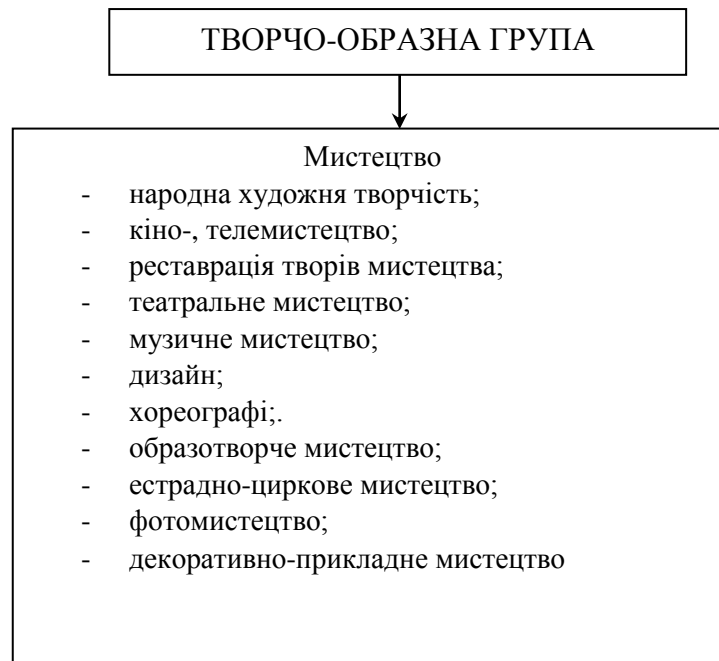 ТВОРЧО-ОБРАЗНА ГРУПА
Мистецтво
- народна художня творчість;
- кіно-, телемистецтво;
- реставрація творів мистецтва;
- театральне мистецтво;
- музичне мистецтво;
- дизайн;
- хореографі;.
- образотворче мистецтво;
- естрадно-циркове мистецтво;
- фотомистецтво;
- декоративно-прикладне мистецтво